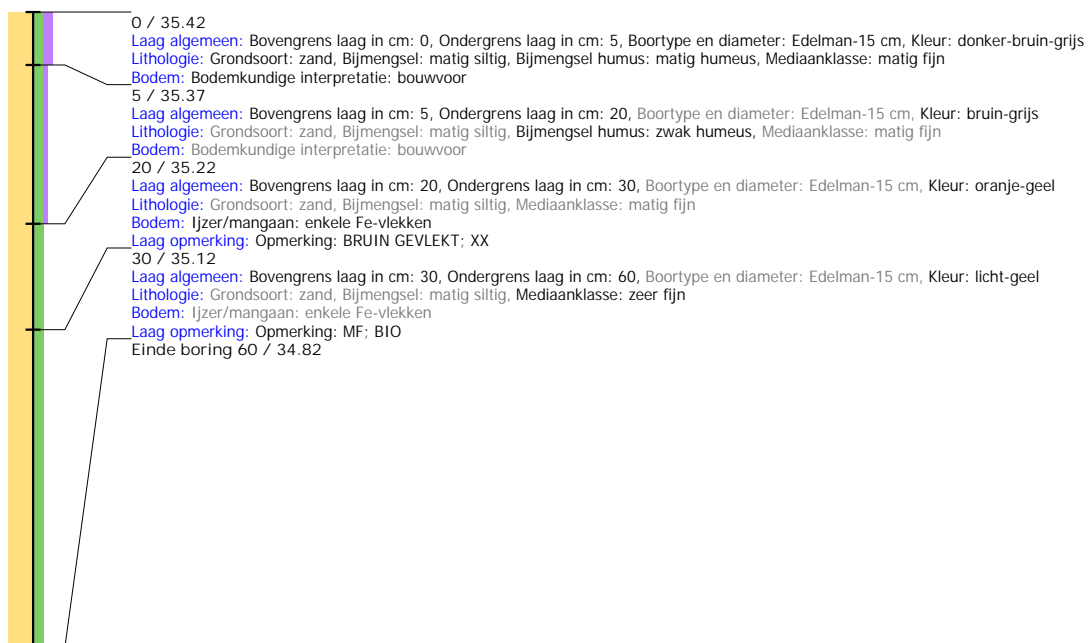 0 / 35.42
Laag algemeen: Bovengrens laag in cm: 0, Ondergrens laag in cm: 5, Boortype en diameter: Edelman-15 cm, Kleur: donker-bruin-grijs
Lithologie: Grondsoort: zand, Bijmengsel: matig siltig, Bijmengsel humus: matig humeus, Mediaanklasse: matig fijn
Bodem: Bodemkundige interpretatie: bouwvoor
5 / 35.37
Laag algemeen: Bovengrens laag in cm: 5, Ondergrens laag in cm: 20, Boortype en diameter: Edelman-15 cm, Kleur: bruin-grijs
Lithologie: Grondsoort: zand, Bijmengsel: matig siltig, Bijmengsel humus: zwak humeus, Mediaanklasse: matig fijn
Bodem: Bodemkundige interpretatie: bouwvoor
20 / 35.22
Laag algemeen: Bovengrens laag in cm: 20, Ondergrens laag in cm: 30, Boortype en diameter: Edelman-15 cm, Kleur: oranje-geel
Lithologie: Grondsoort: zand, Bijmengsel: matig siltig, Mediaanklasse: matig fijn
Bodem: Ijzer/mangaan: enkele Fe-vlekken
Laag opmerking: Opmerking: BRUIN GEVLEKT; XX
30 / 35.12
Laag algemeen: Bovengrens laag in cm: 30, Ondergrens laag in cm: 60, Boortype en diameter: Edelman-15 cm, Kleur: licht-geel
Lithologie: Grondsoort: zand, Bijmengsel: matig siltig, Mediaanklasse: zeer fijn
Bodem: Ijzer/mangaan: enkele Fe-vlekken
Laag opmerking: Opmerking: MF; BIO
Einde boring 60 / 34.82